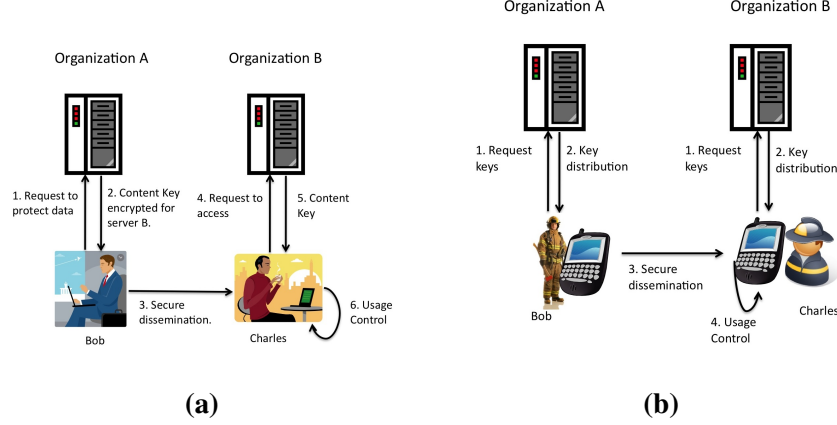 Organization A
Organization B
1. Request to
protect data
2. Content Key
encrypted for
server B.
4. Request to
access
5. Content
Key
3. Secure
dissemination.
6. Usage
Control
Bob
Charles
(a)
Organization A
Organization B
1. Request
keys
2. Key
distribution
1. Request
keys
2. Key
distribution
3. Secure
dissemination
4. Usage
Control
Bob
Charles
(b)